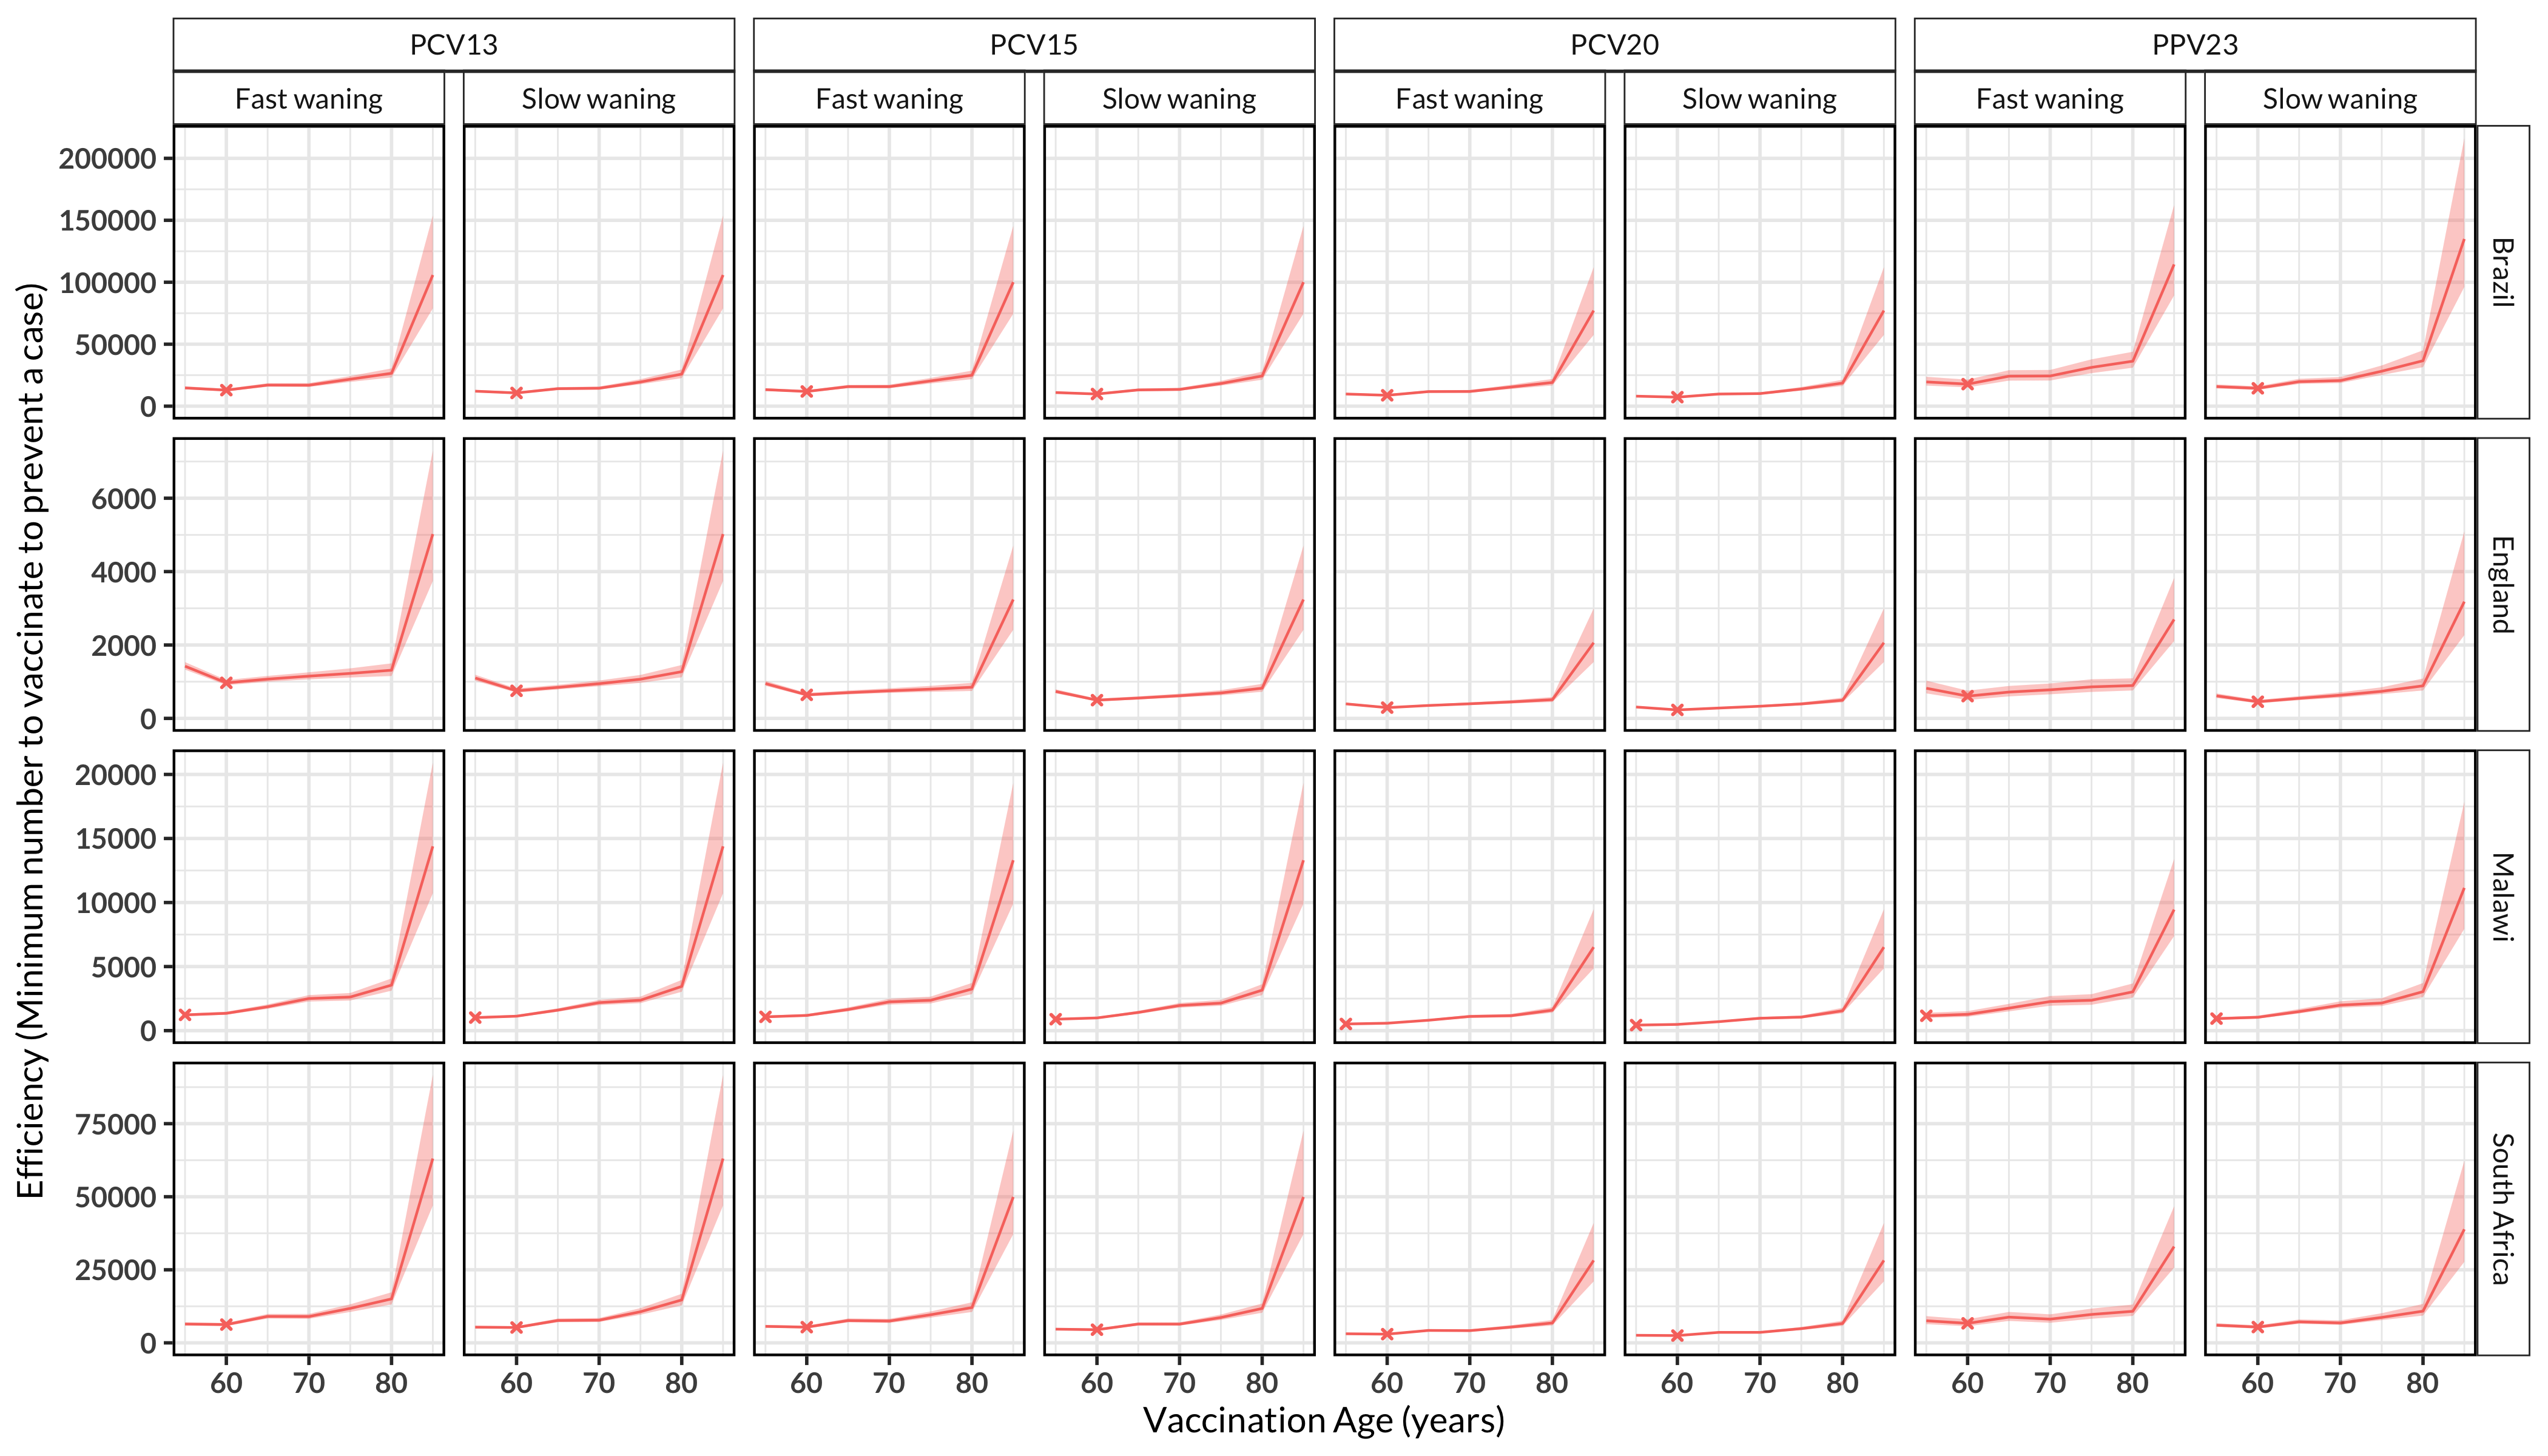 PCV13 PCV15 PCV20 PPV23
Fast waning Slow waning Fast waning Slow waning Fast waning Slow waning Fast waning Slow waning
Efficiency (Minimum number to vaccinate to prevent a case)
200000
150000
100000
50000
0
Brazil
6000
4000
2000
0
England
20000
15000
10000
5000
0
Malawi
75000
50000
25000
0
South Africa
60 70 80 60 70 80 60 70 80 60 70 80 60 70 80 60 70 80 60 70 80 60 70 80
Vaccination Age (years)